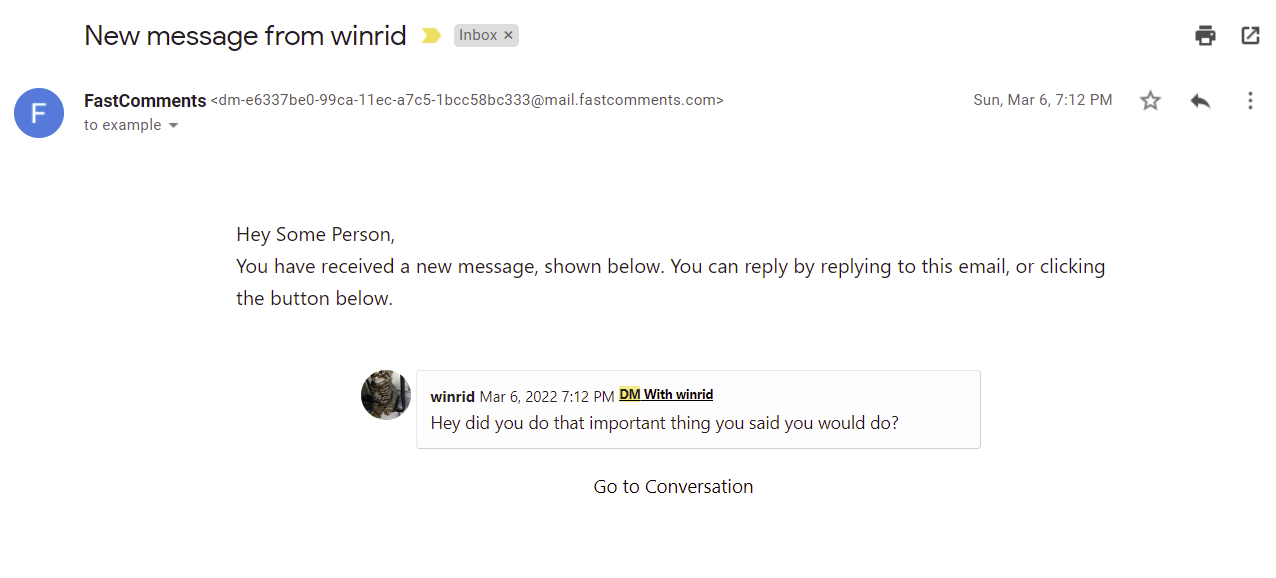 New message from winrid Inbox ×
F
FastComments <dm-e6337be0-99ca-11ec-a7c5-1bcc58bc333@mail.fastcomments.com> Sun, Mar 6, 7:12 PM
to example
Hey Some Person,
You have received a new message, shown below. You can reply by replying to this email, or clicking
the button below.
winrid Mar 6, 2022 7:12 PM DM With winrid
Hey did you do that important thing you said you would do?
Go to Conversation